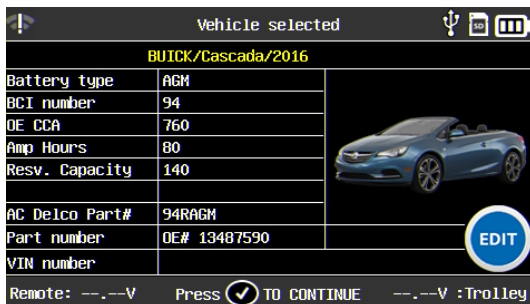 Vehicle selected
SD
BUICK/Cascada/2016
Battery type AGM
BCI number 94
OE CCA 760
Amp Hours 80
Resv. Capacity 140
AC Delco Part# 94RAGM
Part number OE# 13487590
VIN number
EDIT
Remote: --.--V Press TO CONTINUE --.--V :Trolley